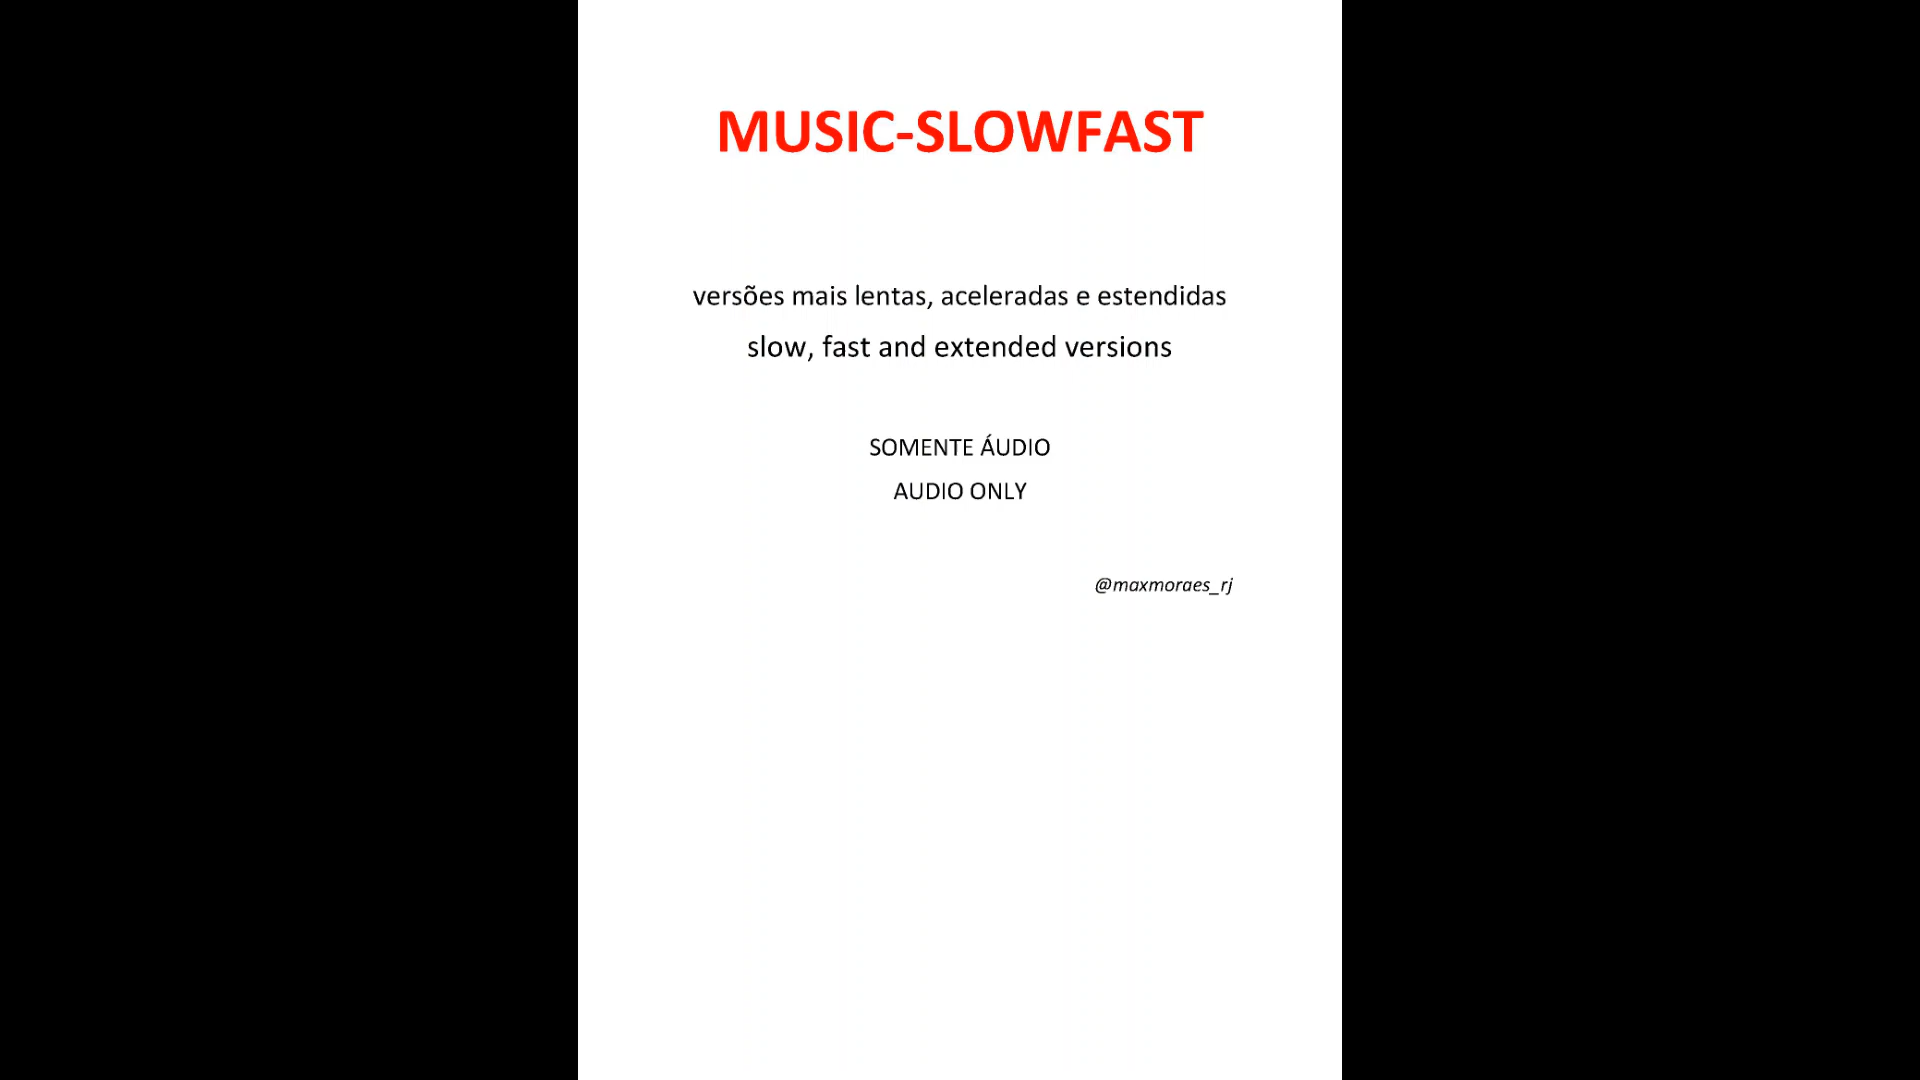 MUSIC-SLOWFAST
versões mais lentas, aceleradas e estendidas
slow, fast and extended versions
SOMENTE ÁUDIO
AUDIO ONLY
@maxmoraes_rj